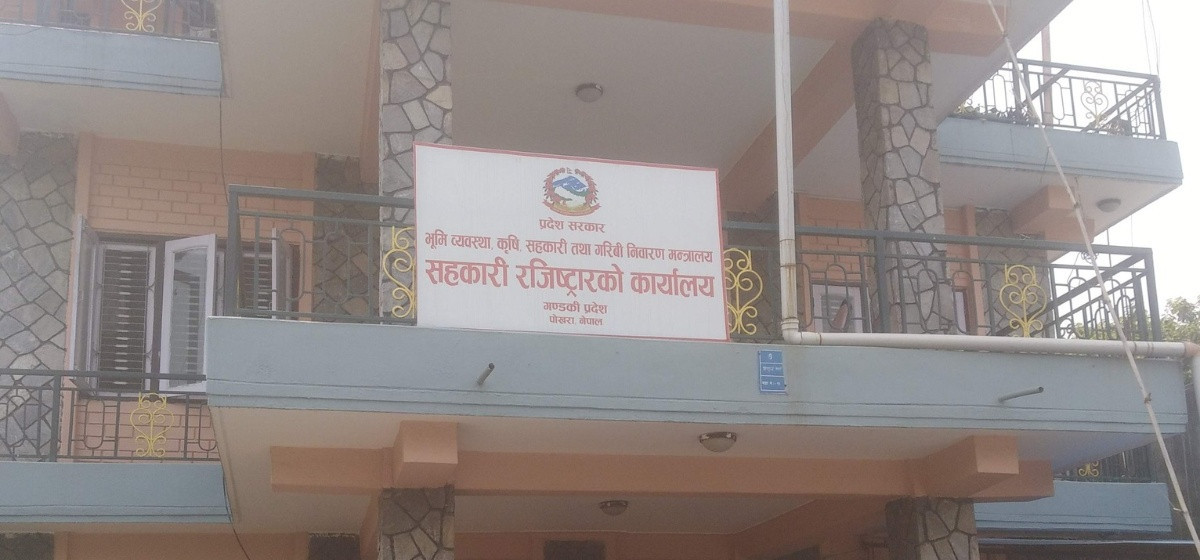 प्रदेश सरकार
भूमि व्यवस्था, कृषि, सहकारी तथा गरिबी निवारण मन्त्रालय
सहकारी रजिष्ट्रारको कार्यालय
गण्डकी प्रदेश
पोखरा, नेपाल